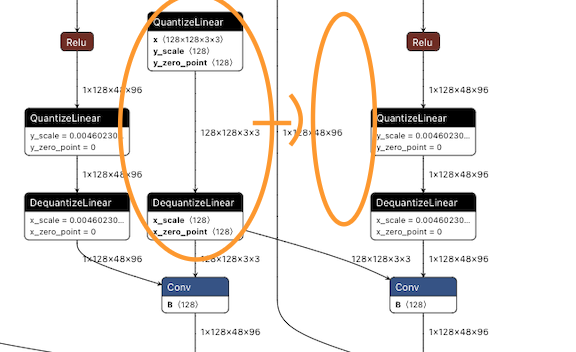 QuantizeLinear
x ⟨128×128×3×3⟩
y_scale ⟨128⟩
y_zero_point ⟨128⟩
Relu
Relu
1×128×48×96
1×128×48×96
QuantizeLinear
y_scale = 0.00460230...
y_zero_point = 0
128×128×3×3
1×128×48×96
QuantizeLinear
y_scale = 0.00460230...
y_zero_point = 0
1×128×48×96
1×128×48×96
DequantizeLinear
x_scale = 0.00460230...
x_zero_point = 0
DequantizeLinear
x_scale ⟨128⟩
x_zero_point ⟨128⟩
DequantizeLinear
x_scale = 0.00460230...
x_zero_point = 0
1×128×48×96
128×128×3×3
128×128×3×3
1×128×48×96
Conv
B ⟨128⟩
Conv
B ⟨128⟩
1×128×48×96
1×128×48×96